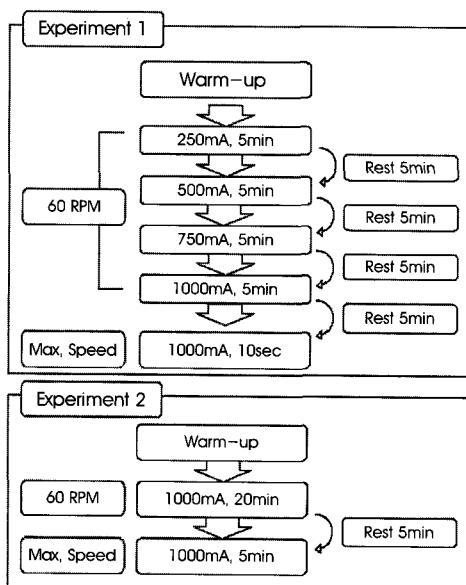 Experiment 1
Warm-up
250mA, 5min
Rest 5min
500mA, 5min
60 RPM
Rest 5min
750mA, 5min
Rest 5min
1000mA, 5min
Rest 5min
Max, Speed
1000mA, 10sec
Experiment 2
Warm-up
60 RPM
1000mA, 20min
Rest 5min
Max, Speed
1000mA, 5min